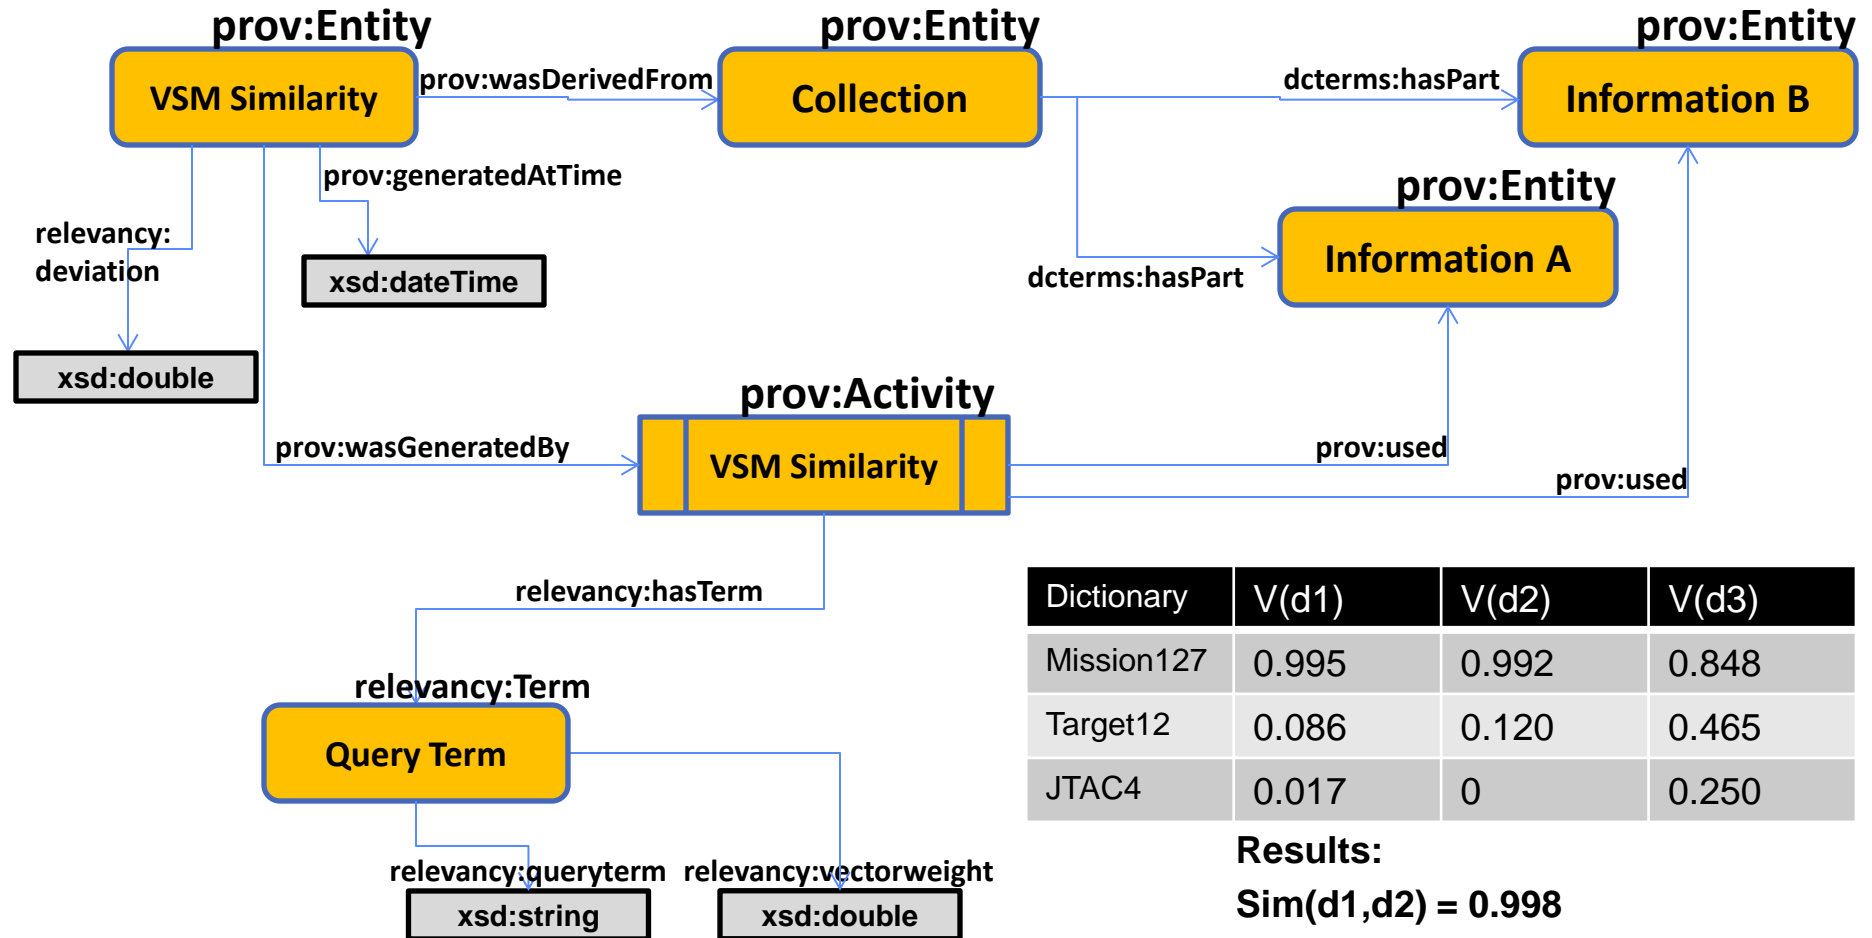 prov:Entity
prov:Entity
prov:Entity
VSM Similarity
prov:wasDerivedFrom
Collection
dcterms:hasPart
Information B
prov:generatedAtTime
prov:Entity
relevancy:
deviation
xsd:dateTime
dcterms:hasPart
Information A
xsd:double
prov:Activity
prov:wasGeneratedBy
VSM Similarity
prov:used
prov:used
relevancy:hasTerm
relevancy:Term
Query Term
relevancy:queryterm
relevancy:vectorweight
xsd:string
xsd:double
Dictionary V(d1) V(d2) V(d3)
Mission127 0.995 0.992 0.848
Target12 0.086 0.120 0.465
JTAC4 0.017 0 0.250
Results:
Sim(d1,d2) = 0.998